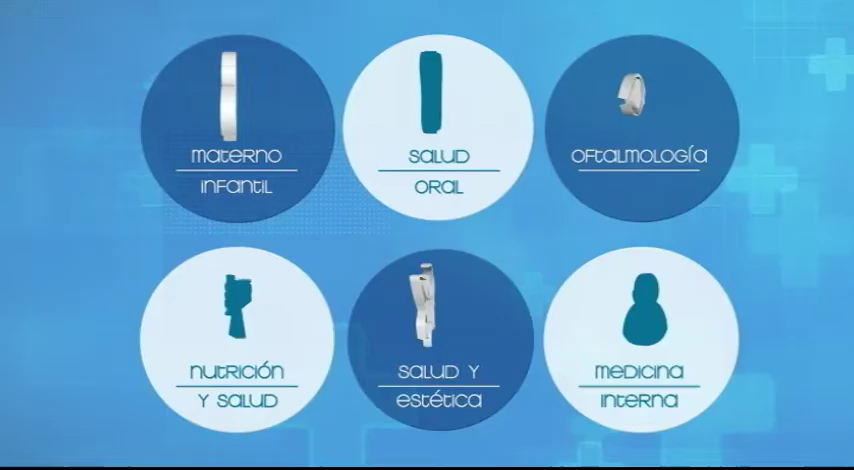 materno
infantil
salud
oral
oftalmología
nutrición
y salud
salud y
estética
medicina
interna